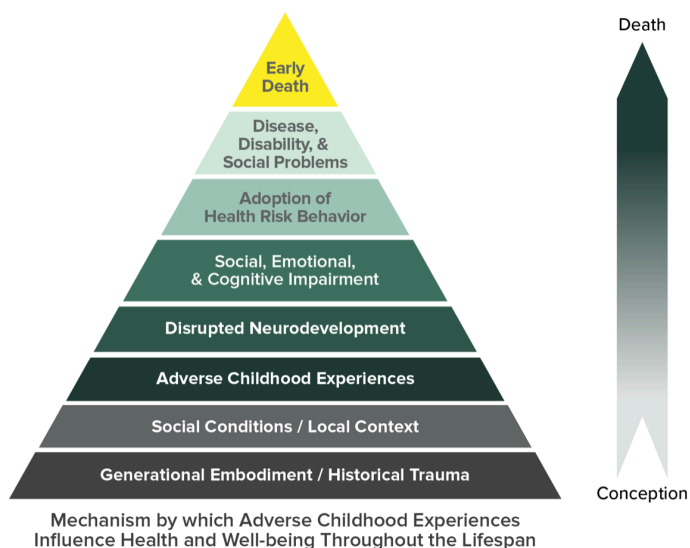 Death
Early
Death
Disease,
Disability, &
Social Problems
Adoption of
Health Risk Behavior
Social, Emotional,
& Cognitive Impairment
Disrupted Neurodevelopment
Adverse Childhood Experiences
Social Conditions / Local Context
Generational Embodiment / Historical Trauma
Conception
Mechanism by which Adverse Childhood Experiences
Influence Health and Well-being Throughout the Lifespan